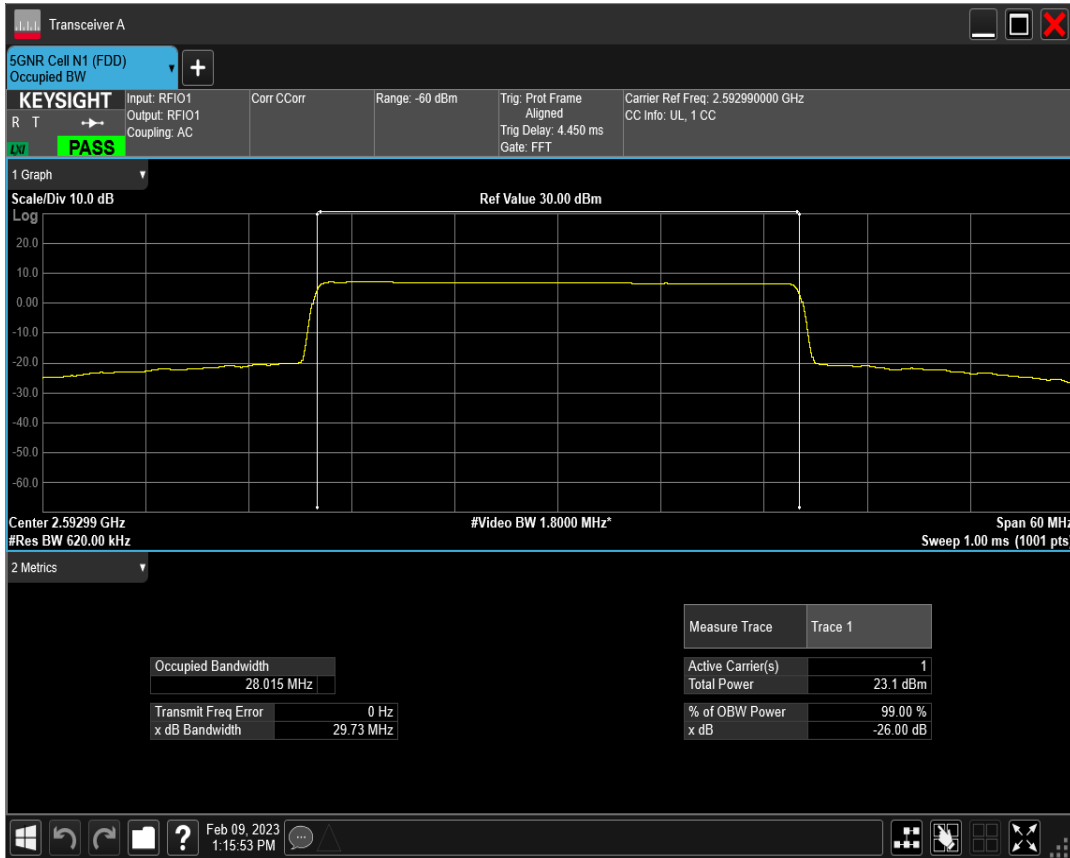 Transceiver A
5GNR Cell N1 (FDD)
Occupied BW
+
KEYSIGHT
R T
LXI
PASS
Input: RFIO1
Output: RFIO1
Coupling: AC
Corr CCorr
Range: -60 dBm
Trig: Prot Frame
Aligned
Trig Delay: 4.450 ms
Gate: FFT
Carrier Ref Freq: 2.592990000 GHz
CC Info: UL, 1 CC
1 Graph
Scale/Div 10.0 dB
Ref Value 30.00 dBm
Log
20.0
10.0
0.00
-10.0
-20.0
-30.0
-40.0
-50.0
-60.0
Center 2.59299 GHz
#Video BW 1.8000 MHz*
Span 60 MHz
#Res BW 620.00 kHz
Sweep 1.00 ms (1001 pts)
2 Metrics
Measure Trace Trace 1
Occupied Bandwidth
28.015 MHz
Active Carrier(s) 1
Total Power 23.1 dBm
Transmit Freq Error 0 Hz
x dB Bandwidth 29.73 MHz
% of OBW Power 99.00 %
x dB -26.00 dB
?
Feb 09, 2023
1:15:53 PM